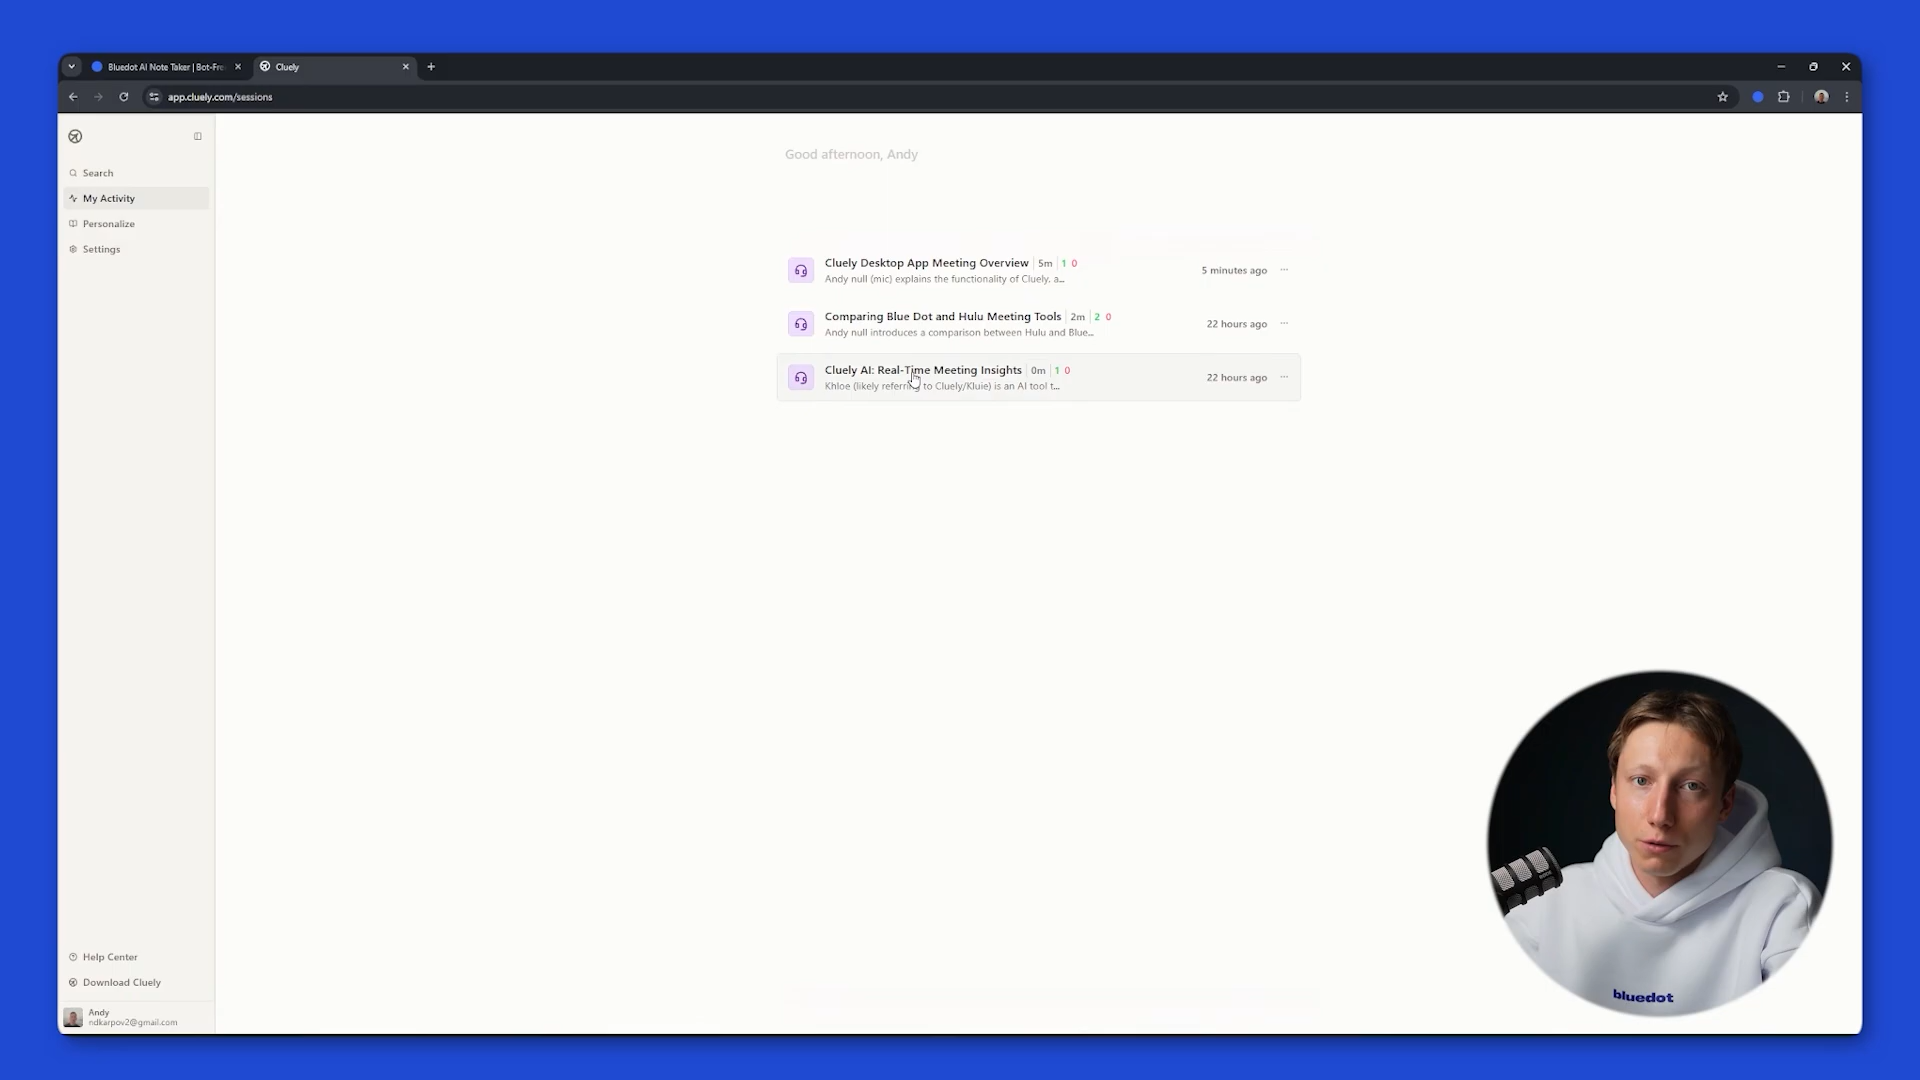 Bluedot AI Note Taker | Bot-Fre
Cluely
app.cluely.com/sessions
Search
My Activity
Personalize
Settings
Good afternoon, Andy
Cluely Desktop App Meeting Overview 5m 1 0
Andy null (mic) explains the functionality of Cluely, a...
5 minutes ago
Comparing Blue Dot and Hulu Meeting Tools 2m 2 0
Andy null introduces a comparison between Hulu and Blue...
22 hours ago
Cluely AI: Real-Time Meeting Insights 0m 1 0
Khloe (likely referring to Cluely/Kluie) is an AI tool t...
22 hours ago
Help Center
Download Cluely
Andy
ndkarpov2@gmail.com
bluedot